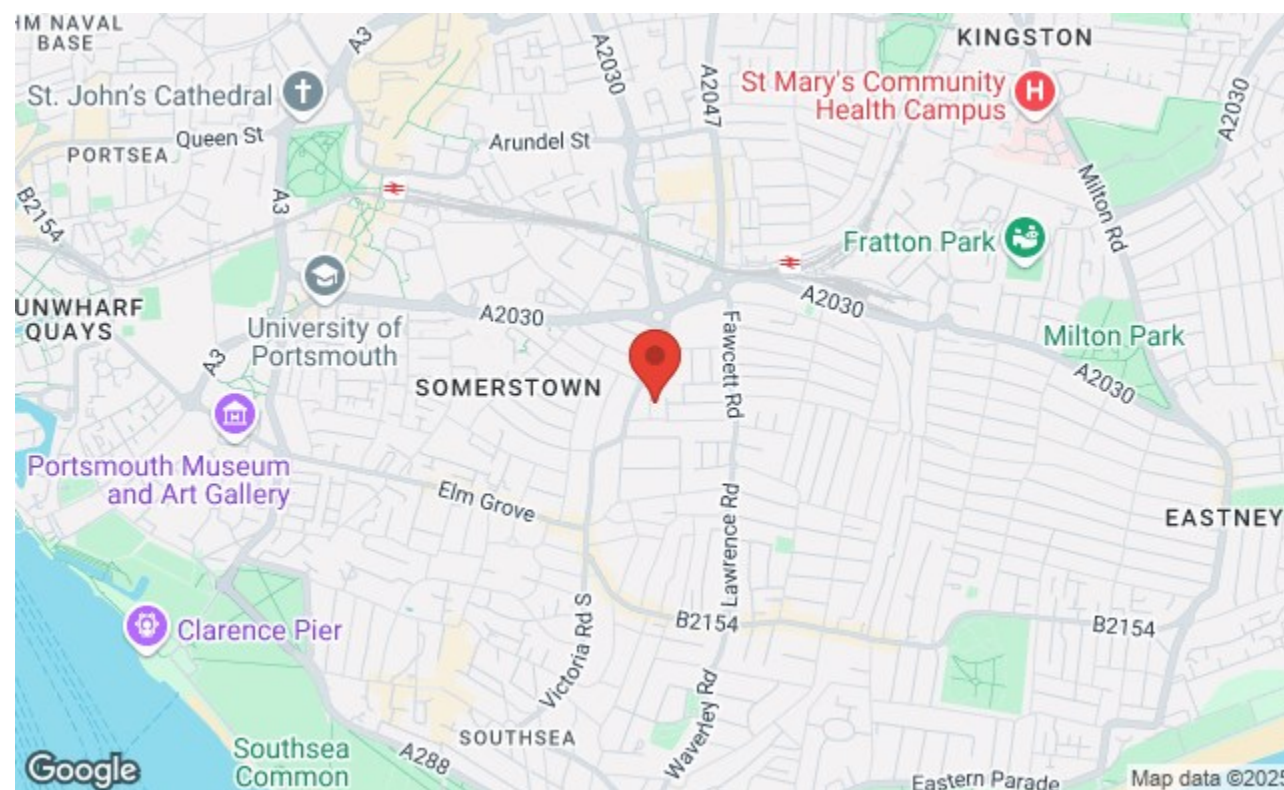 HM NAVAL
BASE
A3
A2030
A2047
KINGSTON
St. John's Cathedral
St Mary's Community
Health Campus
H
A2030
Queen St
Arundel St
PORTSEA
B2154
A3
Milton Rd
Fratton Park
UNWHARF
QUAYS
A2030
A2030
University of
Portsmouth
Fawcett Rd
Milton Park
A3
SOMERSTOWN
A2030
Portsmouth Museum
and Art Gallery
Elm Grove
Lawrence Rd
EASTNEY
Clarence Pier
Victoria Rd S
B2154
B2154
Waverley Rd
SOUTHSEA
Southsea
Common
A288
Google
Eastern Parade
Map data ©2025